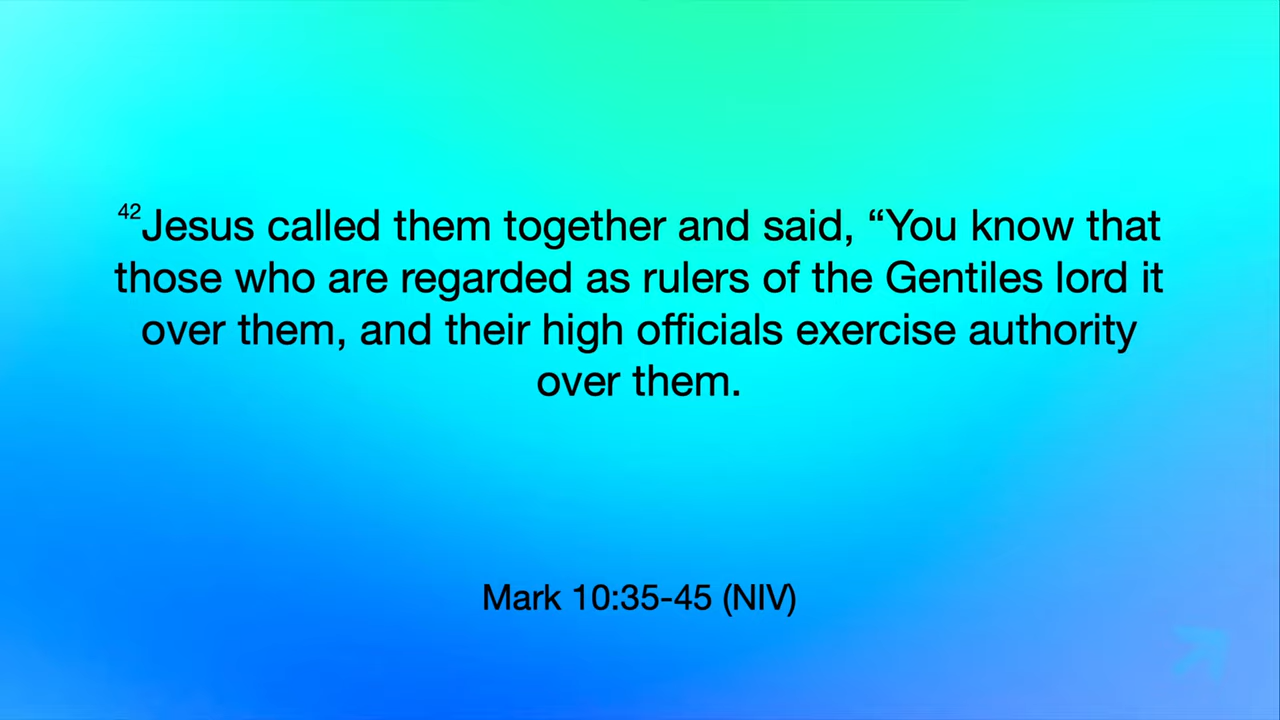 42Jesus called them together and said, “You know that
those who are regarded as rulers of the Gentiles lord it
over them, and their high officials exercise authority
over them.
Mark 10:35-45 (NIV)